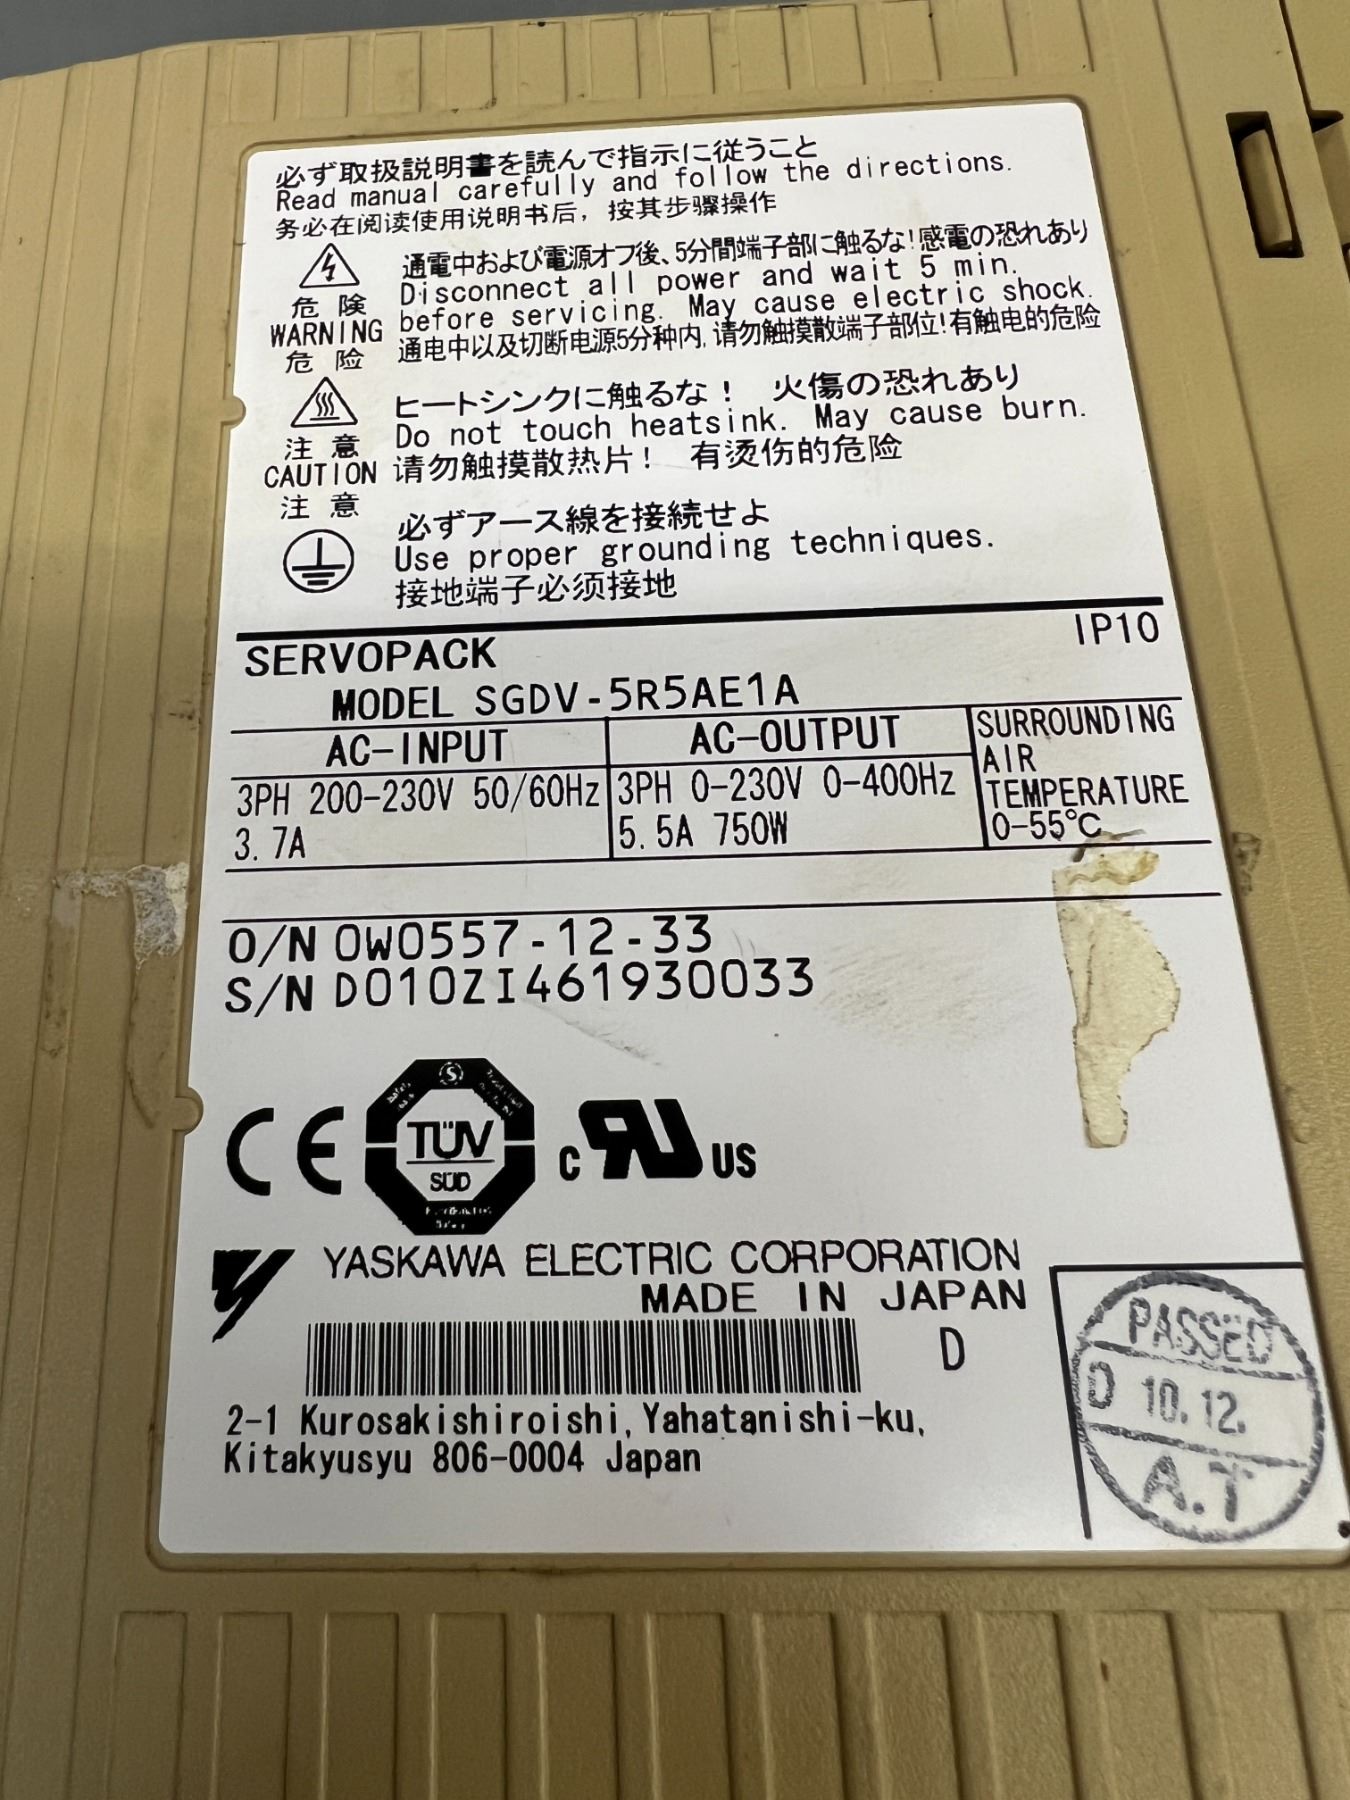 必ず取扱説明書を読んで指示に従うこと
Read manual carefully and follow the directions.
务必在阅读使用说明书后，按其步骤操作
危険
WARNING
危险
通電中および電源オフ後、5分間端子部に触るな!感電の恐れあり
Disconnect all power and wait 5 min.
before servicing. May cause electric shock.
通电中以及切断电源5分种内,请勿触摸散端子部位!有触电的危险
注意
CAUTION
注意
ヒートシンクに触るな! 火傷の恐れあり
Do not touch heatsink. May cause burn.
请勿触摸散热片! 有烫伤的危险
必ずアース線を接続せよ
Use proper grounding techniques.
接地端子必须接地
SERVOPACK IP10
MODEL SGDV-5R5AE1A
AC-INPUT
3PH 200-230V 50/60Hz
3.7A
AC-OUTPUT
3PH 0-230V 0-400Hz
5.5A 750W
SURROUNDING
AIR
TEMPERATURE
0-55℃
O/N 0W0557-12-33
S/N D010ZI461930033
CE
TÜV
SÜD
c RU US
YASKAWA ELECTRIC CORPORATION
MADE IN JAPAN
D
2-1 Kurosakishiroishi, Yahatanishi-ku,
Kitakyusyu 806-0004 Japan
PASSED
D 10.12.
A.T